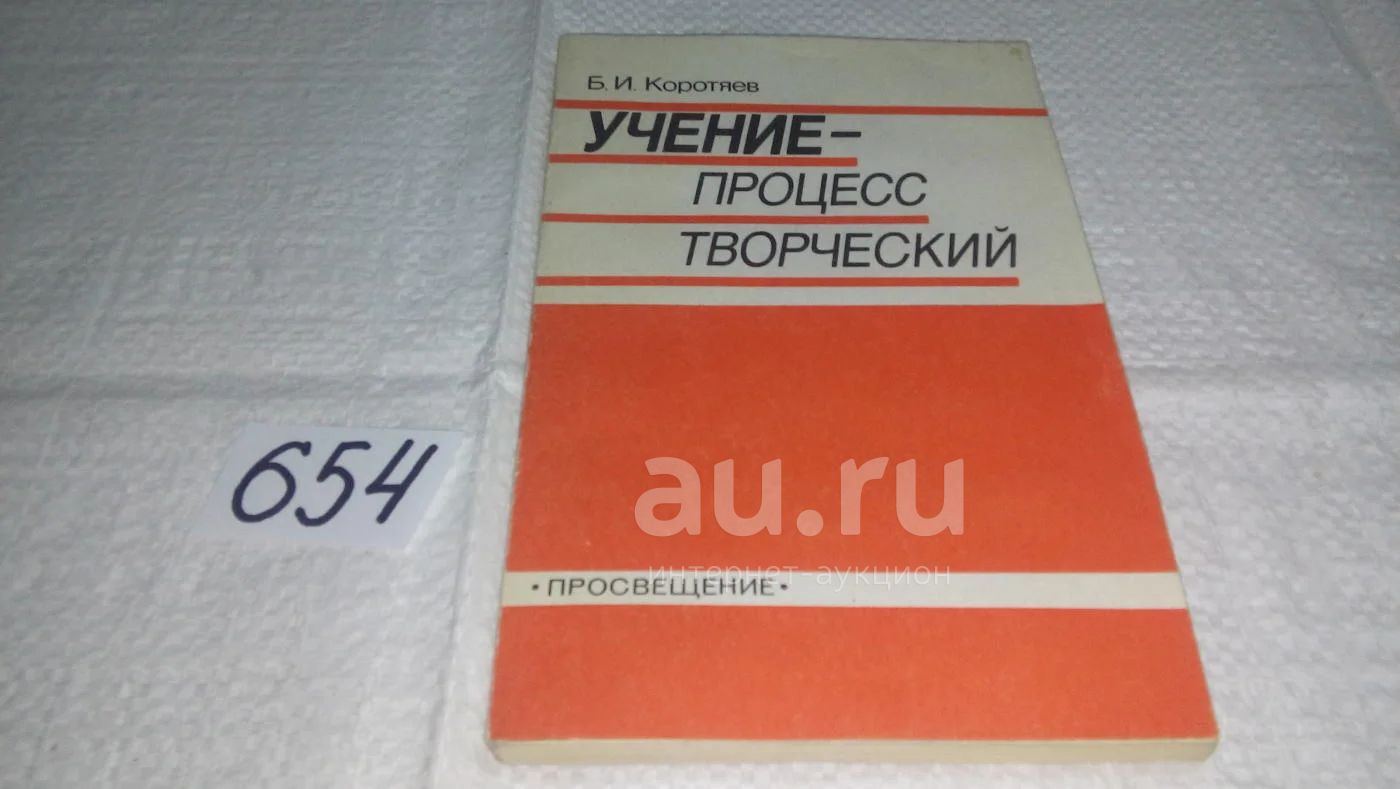 Б. И. Коротяев
УЧЕНИЕ–
ПРОЦЕСС
ТВОРЧЕСКИЙ
654
au.ru
интернет-аукцион
• ПРОСВЕЩЕНИЕ •